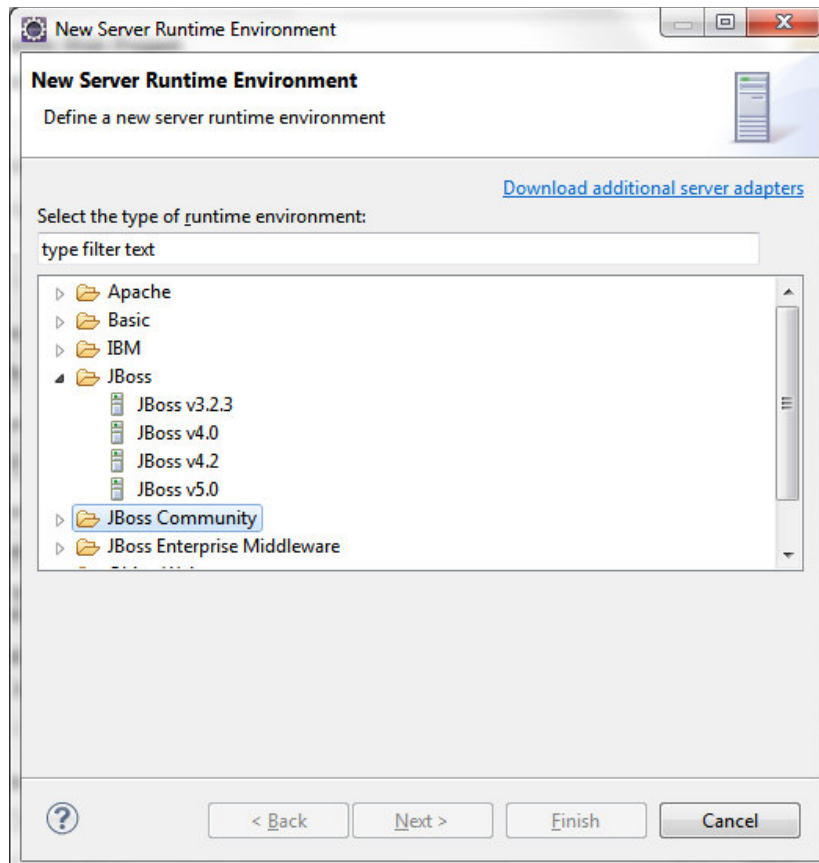 New Server Runtime Environment
New Server Runtime Environment
Define a new server runtime environment
Download additional server adapters
Select the type of runtime environment:
type filter text
Apache
Basic
IBM
JBoss
JBoss v3.2.3
JBoss v4.0
JBoss v4.2
JBoss v5.0
JBoss Community
JBoss Enterprise Middleware
< Back Next > Finish Cancel